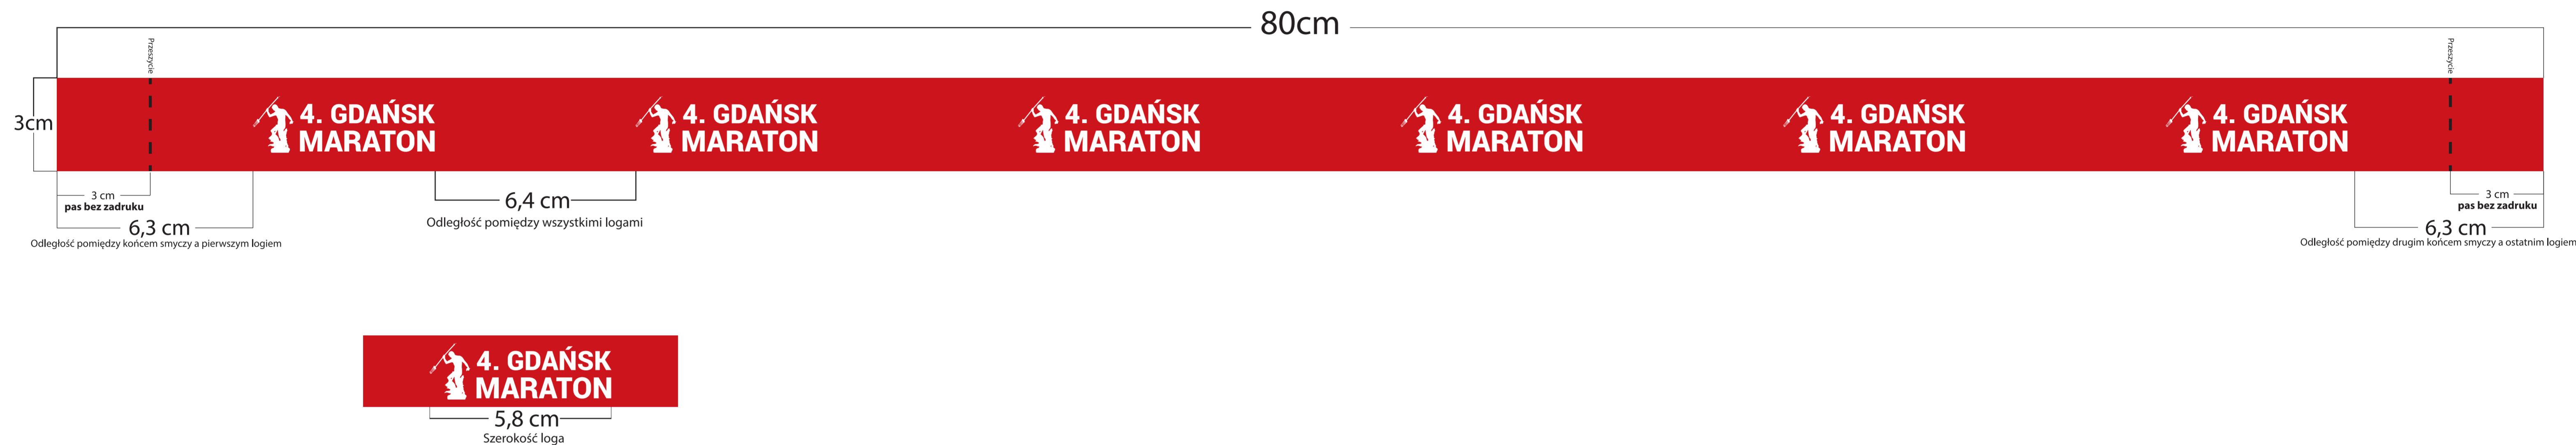 80cm
Przeszycie
Przeszycie
3cm
4. GDAŃSK
MARATON
4. GDAŃSK
MARATON
4. GDAŃSK
MARATON
4. GDAŃSK
MARATON
4. GDAŃSK
MARATON
4. GDAŃSK
MARATON
3 cm
pas bez zadruku
6,3 cm
Odległość pomiędzy końcem smyczy a pierwszym logiem
6,4 cm
Odległość pomiędzy wszystkimi logami
3 cm
pas bez zadruku
6,3 cm
Odległość pomiędzy drugim końcem smyczy a ostatnim logiem
4. GDAŃSK
MARATON
5,8 cm
Szerokość loga